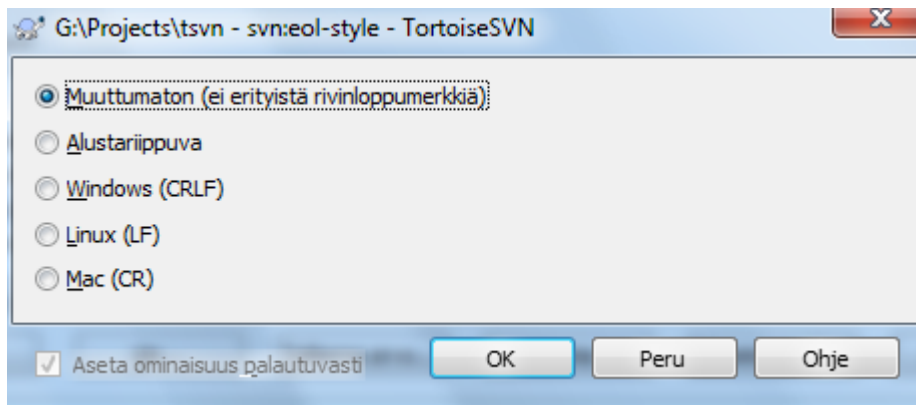 G:\Projects\tsvn - svn:eol-style - TortoiseSVN
Muuttumaton (ei erityistä rivinloppumerkkiä)
Alustariippuva
Windows (CRLF)
Linux (LF)
Mac (CR)
Aseta ominaisuus palautuvasti OK Peru Ohje